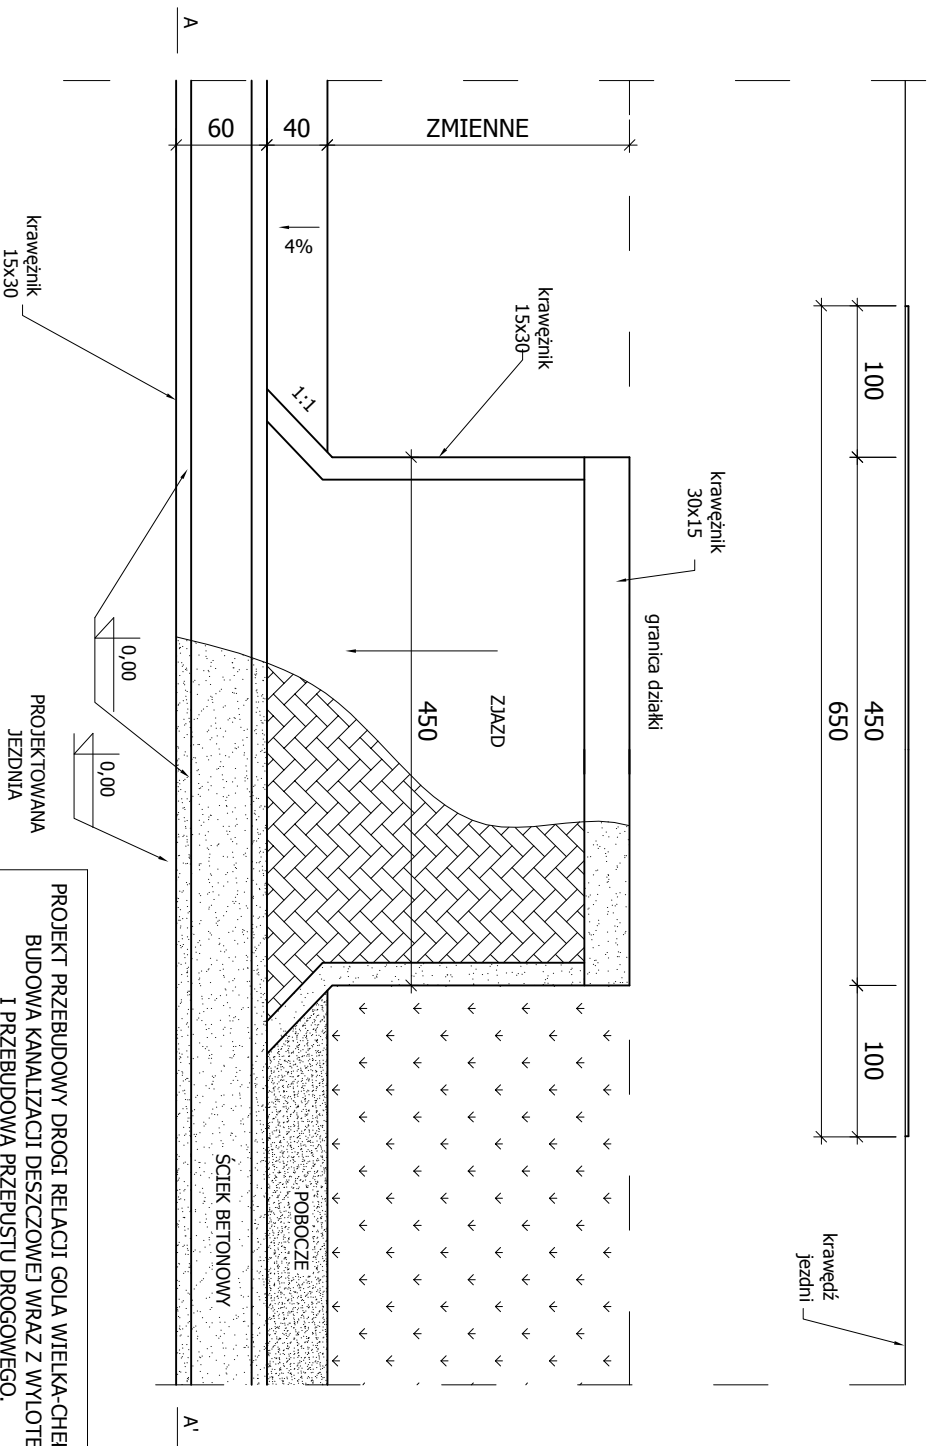 A
60
40
ZMIENNE
4%
krawężnik
15x30
krawężnik
15x30
1:1
krawężnik
30x15
granica działki
100
450
100
650
450
ZJAZD
0,00
0,00
PROJEKTOWANA
JEZDNIA
ŚCIEK BETONOWY
POBOCZE
krawędź
jezdni
A'
PROJEKT PRZEBUDOWY DROGI RELACJI GOLA WIELKA-
BUDOWA KANALIZACJI DESZCZOWEJ WRAZ Z
I PRZEBUDOWA PRZEPUSTU DROGOWEGO.